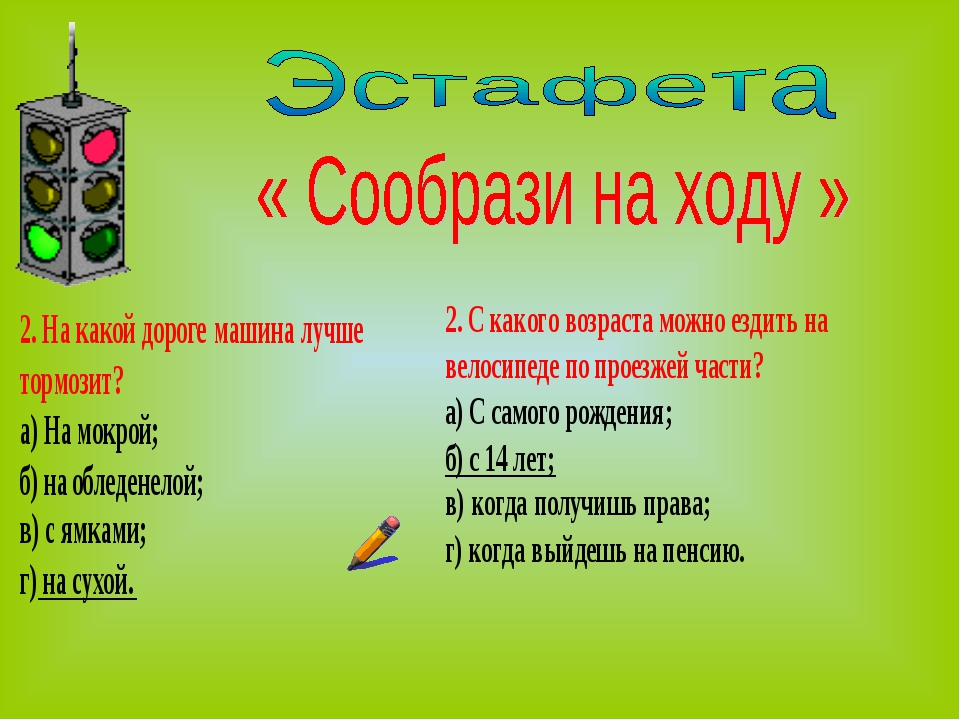 Эстафета
« Сообрази на ходу »
2. На какой дороге машина лучше
тормозит?
а) На мокрой;
б) на обледенелой;
в) с ямками;
г) на сухой.
2. С какого возраста можно ездить на
велосипеде по проезжей части?
а) С самого рождения;
б) с 14 лет;
в) когда получишь права;
г) когда выйдешь на пенсию.